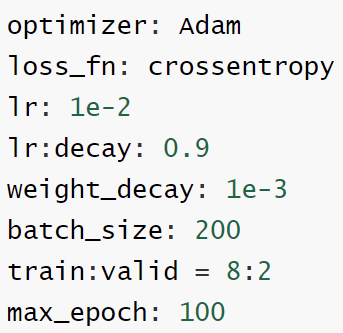 optimizer: Adam
loss_fn: crossentropy
lr: 1e-2
lr:decay: 0.9
weight_decay: 1e-3
batch_size: 200
train:valid = 8:2
max_epoch: 100